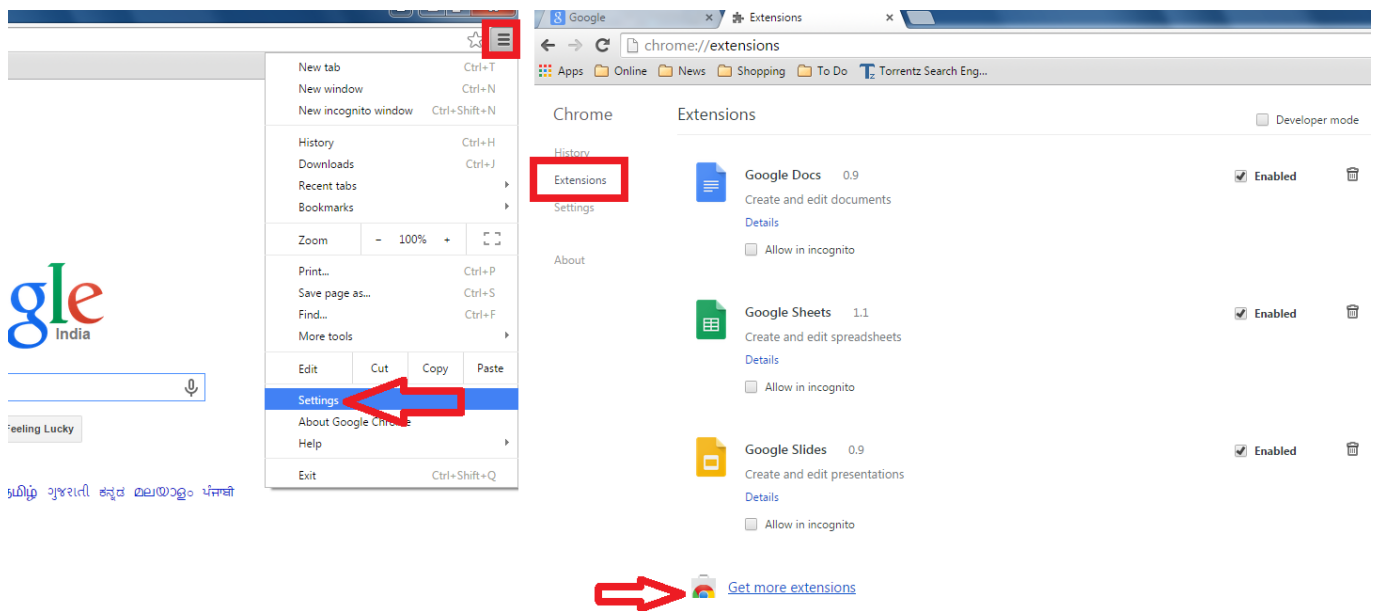 New tab Ctrl+T
New window Ctrl+N
New incognito window Ctrl+Shift+N
History Ctrl+H
Downloads Ctrl+J
Recent tabs
Bookmarks
Zoom - 100% +
Print... Ctrl+P
Save page as... Ctrl+S
Find... Ctrl+F
More tools
Edit Cut Copy Paste
Settings
About Google Chrome
Help
Exit Ctrl+Shift+Q
gle
India
Feeling Lucky
தமிழ் ગુજરાતી ಕನ್ನಡ മലയാളം ਪੰਜਾਬੀ
Google Extensions
chrome://extensions
Apps Online News Shopping To Do Torrentz Search Eng...
Chrome
History
Extensions
Settings
About
Extensions Developer mode
Google Docs 0.9 Enabled
Create and edit documents
Details
Allow in incognito
Google Sheets 1.1 Enabled
Create and edit spreadsheets
Details
Allow in incognito
Google Slides 0.9 Enabled
Create and edit presentations
Details
Allow in incognito
Get more extensions